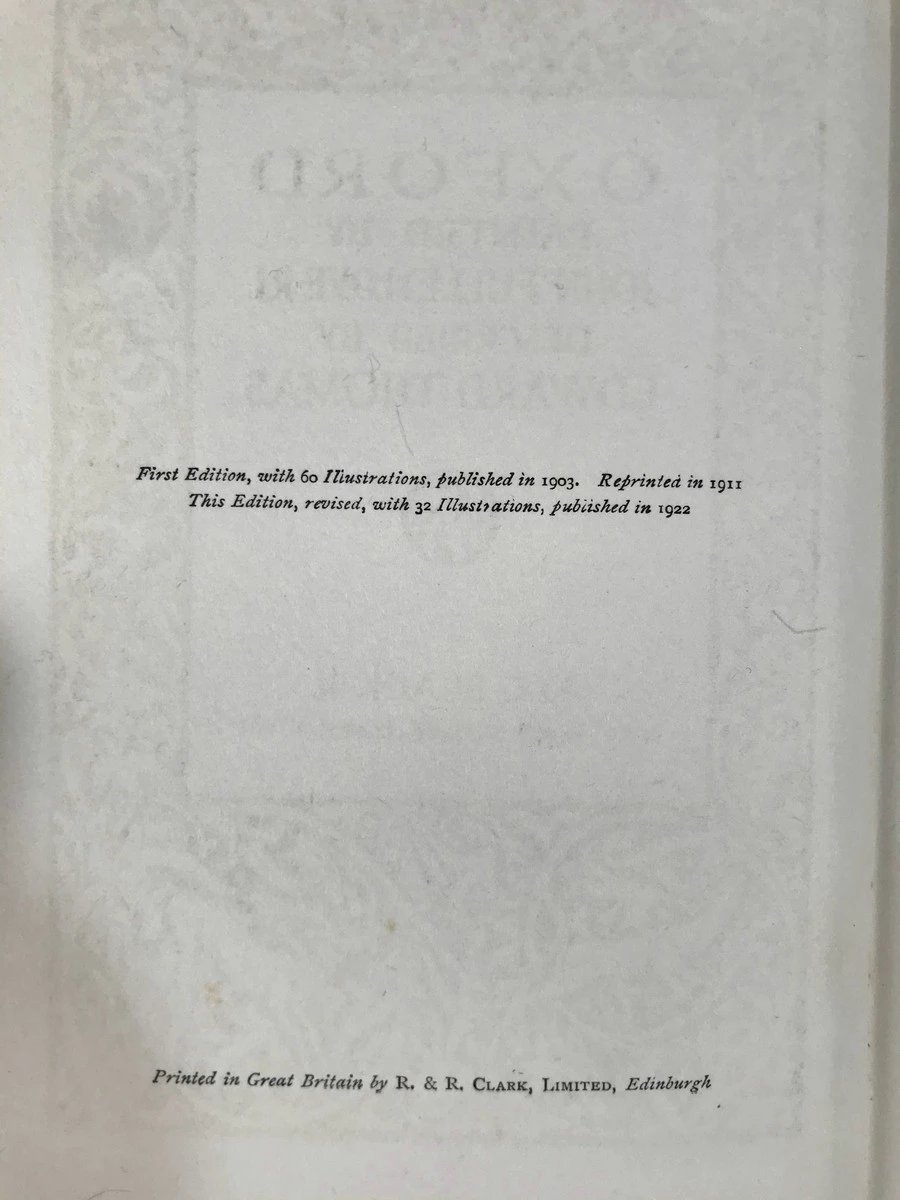 First Edition, with 60 Illustrations, published in 1903. Reprinted in 1911
This Edition, revised, with 32 Illustrations, published in 1922
Printed in Great Britain by R. & R. CLARK, LIMITED, Edinburgh